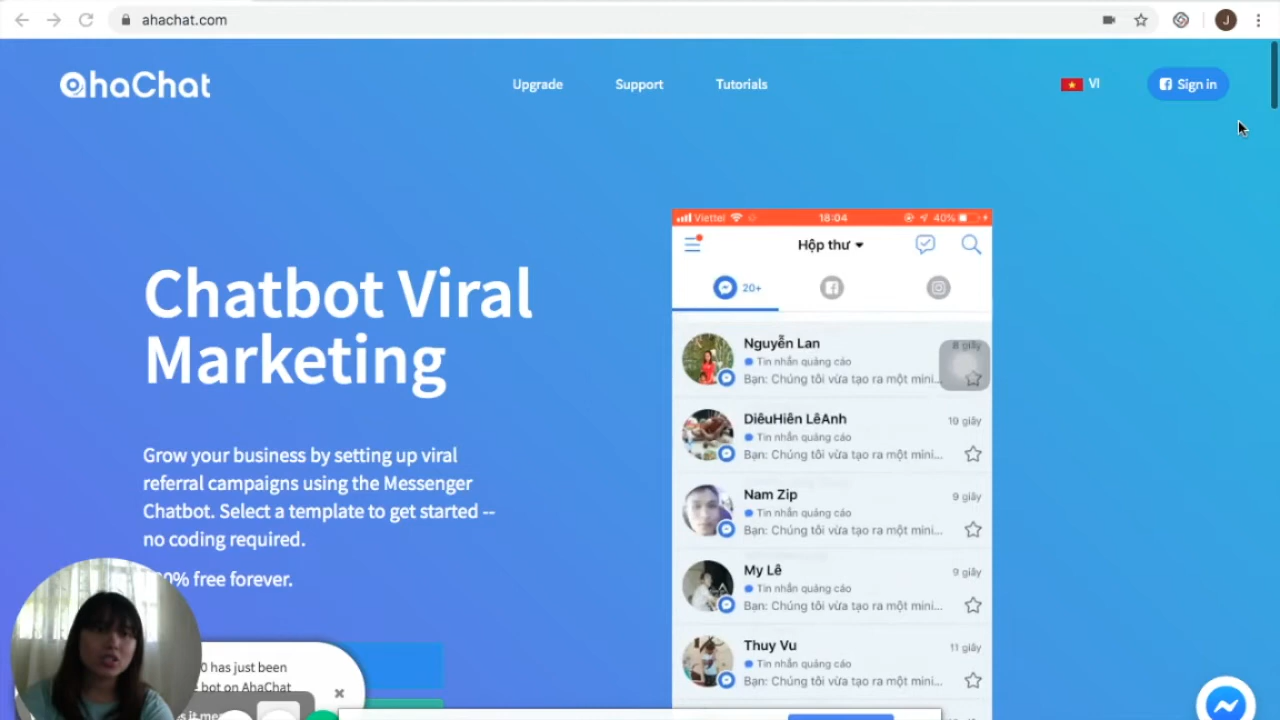 ahachat.com
J
ahaChat
Upgrade
Support
Tutorials
VI
Sign in
Chatbot Viral
Marketing
Grow your business by setting up viral
referral campaigns using the Messenger
Chatbot. Select a template to get started --
no coding required.
% free forever.
0 has just been
bot on AhaChat
Viettel
18:04
40%
Hộp thư
20+
Nguyễn Lan
8 giây
Tin nhắn quảng cáo
Bạn: Chúng tôi vừa tạo ra một mini...
DiêuHiên LêAnh
10 giây
Tin nhắn quảng cáo
Bạn: Chúng tôi vừa tạo ra một mini...
Nam Zip
9 giây
Tin nhắn quảng cáo
Bạn: Chúng tôi vừa tạo ra một mini...
My Lê
9 giây
Tin nhắn quảng cáo
Bạn: Chúng tôi vừa tạo ra một mini...
Thuy Vu
11 giây
Tin nhắn quảng cáo
Bạn: Chúng tôi vừa tạo ra một mini...